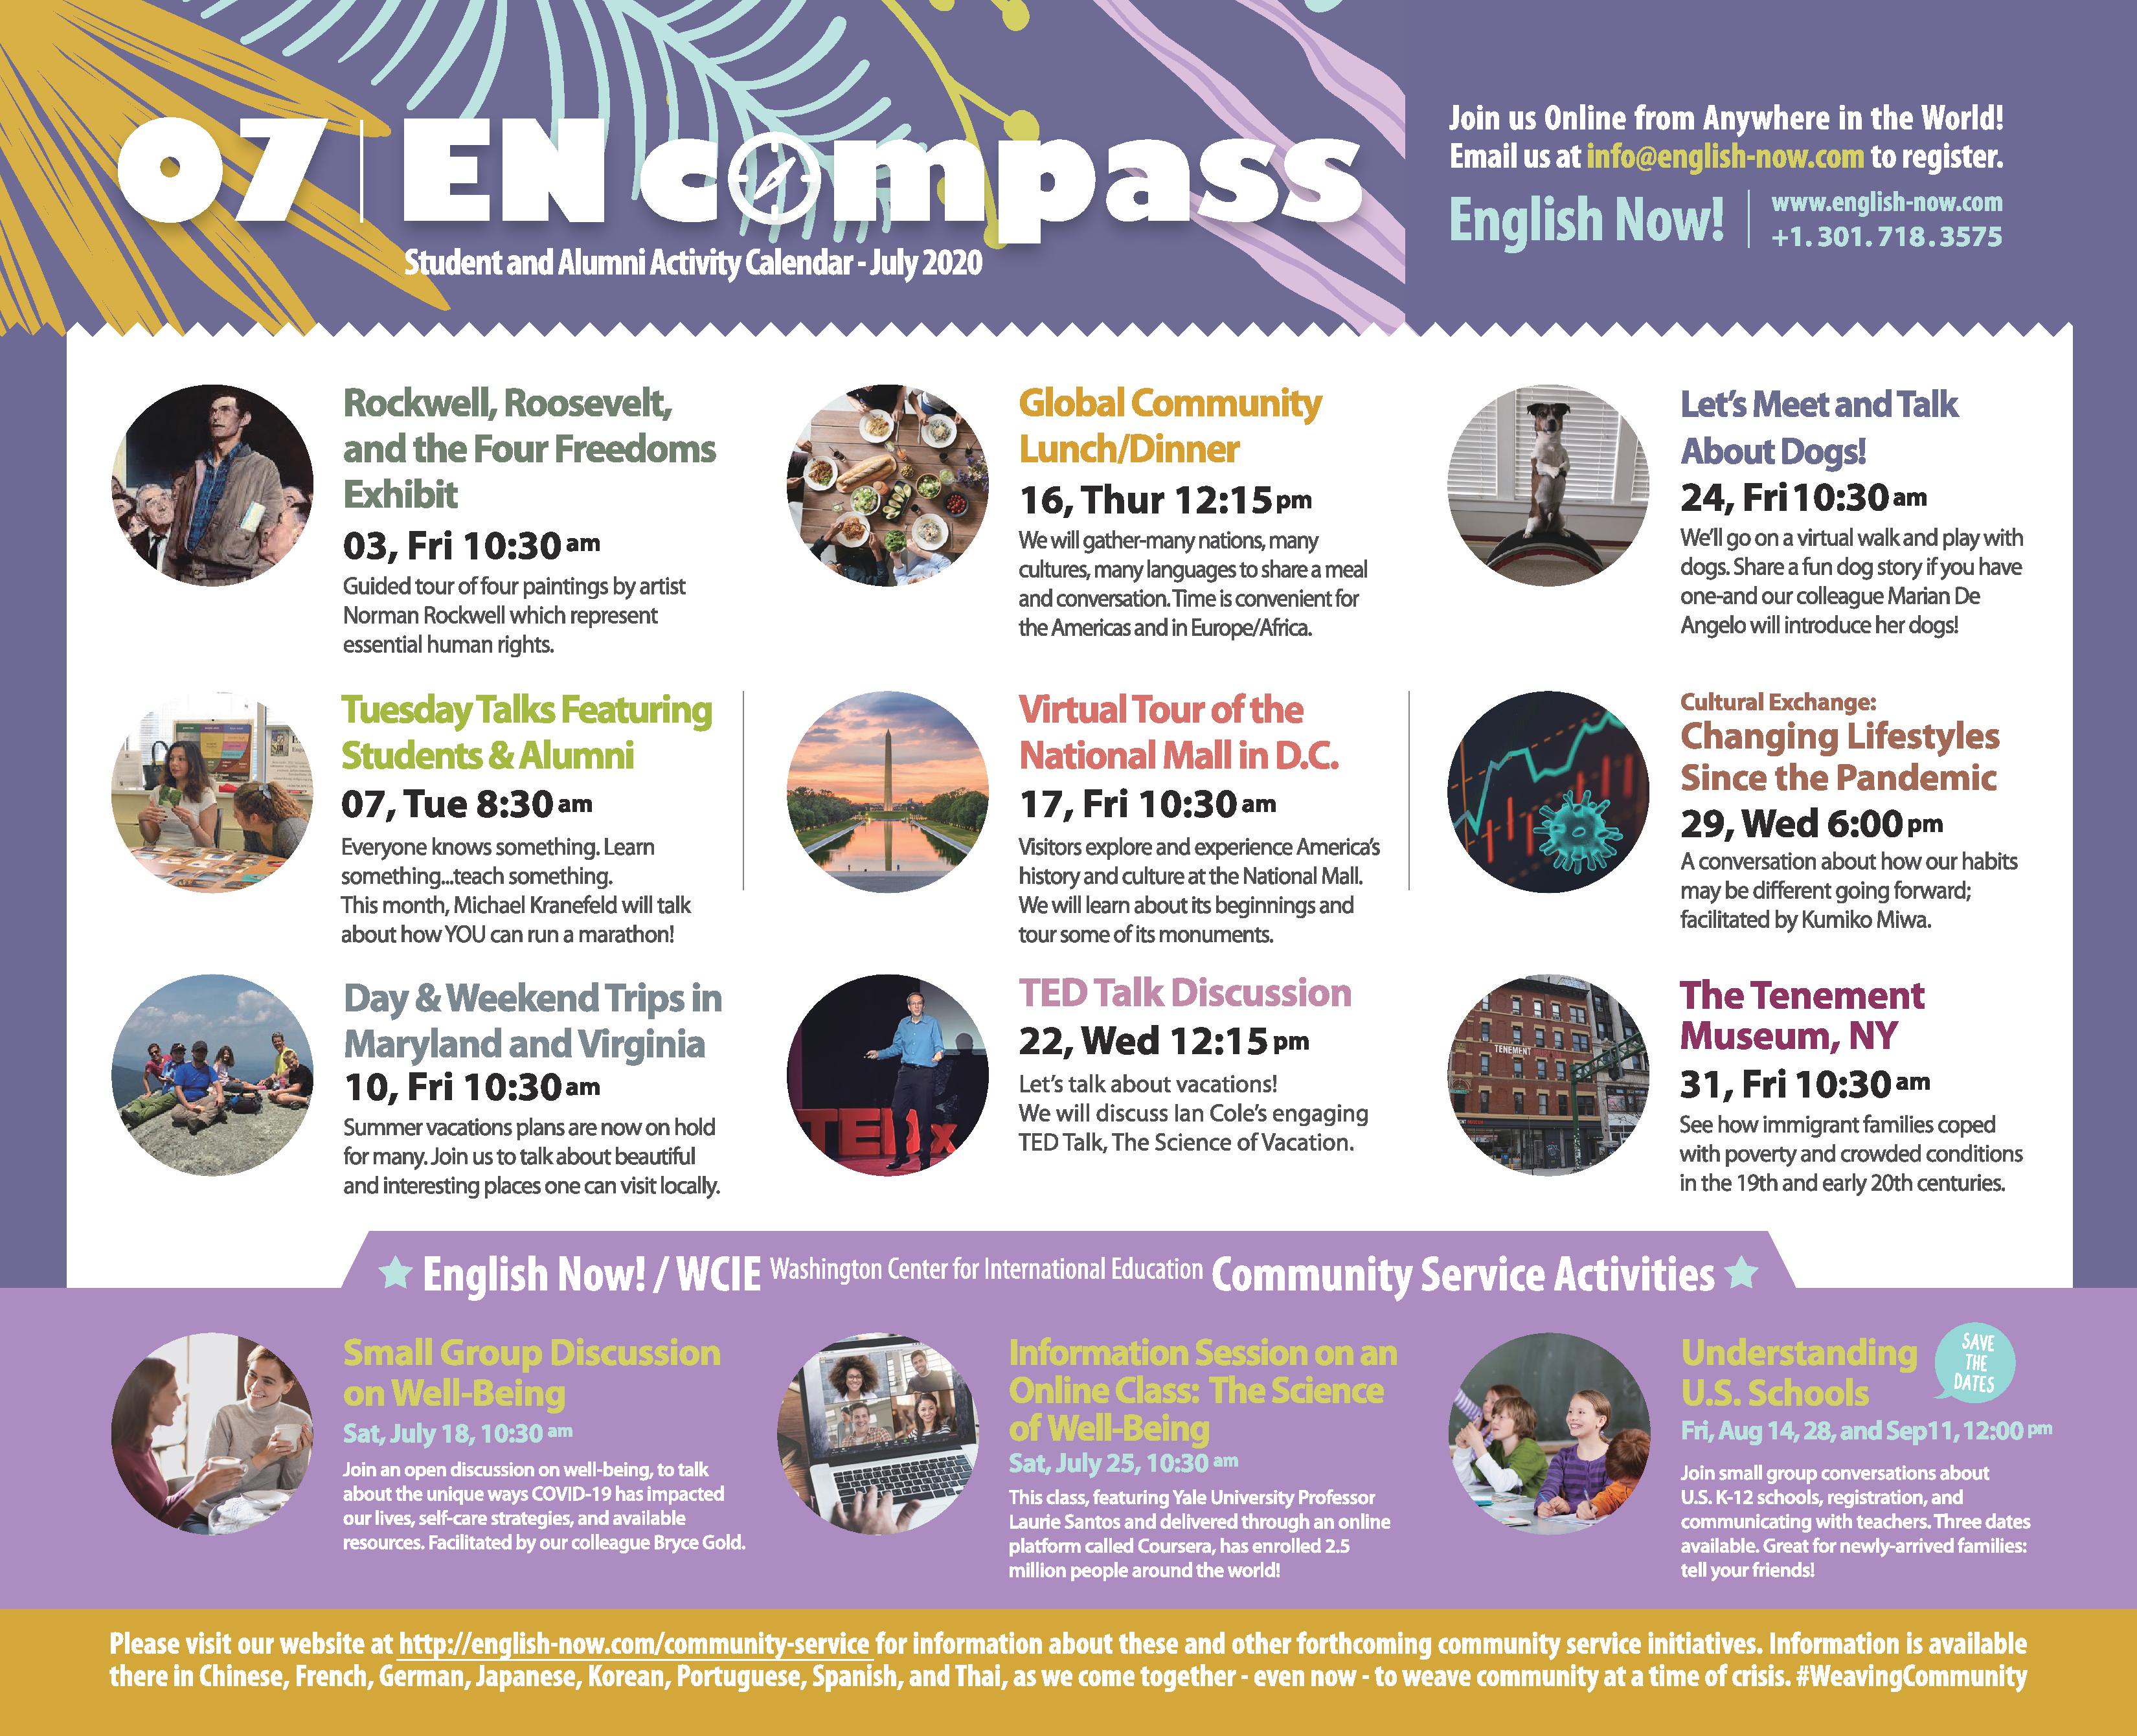 07 | EN compass
Student and Alumni Activity Calendar - July 2020
Join us Online from Anywhere in the World!
Email us at info@english-now.com to register.
English Now!
www.english-now.com
+1. 301. 718. 3575
Rockwell, Roosevelt,
and the Four Freedoms
Exhibit
03, Fri 10:30 am
Guided tour of four paintings by artist
Norman Rockwell which represent
essential human rights.
Tuesday Talks Featuring
Students & Alumni
07, Tue 8:30 am
Everyone knows something. Learn
something...teach something.
This month, Michael Kranefeld will talk
about how YOU can run a marathon!
Day & Weekend Trips in
Maryland and Virginia
10, Fri 10:30 am
Summer vacations plans are now on hold
for many. Join us to talk about beautiful
and interesting places one can visit locally.
Global Community
Lunch/Dinner
16, Thur 12:15 pm
We will gather-many nations, many
cultures, many languages to share a meal
and conversation. Time is convenient for
the Americas and in Europe/Africa.
Virtual Tour of the
National Mall in D.C.
17, Fri 10:30 am
Visitors explore and experience America's
history and culture at the National Mall.
We will learn about its beginnings and
tour some of its monuments.
TEDx
TED Talk Discussion
22, Wed 12:15 pm
Let's talk about vacations!
We will discuss Ian Cole's engaging
TED Talk, The Science of Vacation.
Let's Meet and Talk
About Dogs!
24, Fri 10:30 am
We'll go on a virtual walk and play with
dogs. Share a fun dog story if you have
one-and our colleague Marian De
Angelo will introduce her dogs!
Cultural Exchange:
Changing Lifestyles
Since the Pandemic
29, Wed 6:00 pm
A conversation about how our habits
may be different going forward;
facilitated by Kumiko Miwa.
TENEMENT
The Tenement
Museum, NY
31, Fri 10:30 am
See how immigrant families coped
with poverty and crowded conditions
in the 19th and early 20th centuries.
English Now! / WCIE Washington Center for International Education Community Service Activities
Small Group Discussion
on Well-Being
Sat, July 18, 10:30 am
Join an open discussion on well-being, to talk
about the unique ways COVID-19 has impacted
our lives, self-care strategies, and available
resources. Facilitated by our colleague Bryce Gold.
Information Session on an
Online Class: The Science
of Well-Being
Sat, July 25, 10:30 am
This class, featuring Yale University Professor
Laurie Santos and delivered through an online
platform called Coursera, has enrolled 2.5
million people around the world!
Understanding
U.S. Schools
SAVE
THE
DATES
Fri, Aug 14, 28, and Sep11, 12:00 pm
Join small group conversations about
U.S. K-12 schools, registration, and
communicating with teachers. Three dates
available. Great for newly-arrived families:
tell your friends!
Please visit our website at http://english-now.com/community-service for information about these and other forthcoming community service initiatives. Information is available
there in Chinese, French, German, Japanese, Korean, Portuguese, Spanish, and Thai, as we come together - even now - to weave community at a time of crisis. #WeavingCommunity